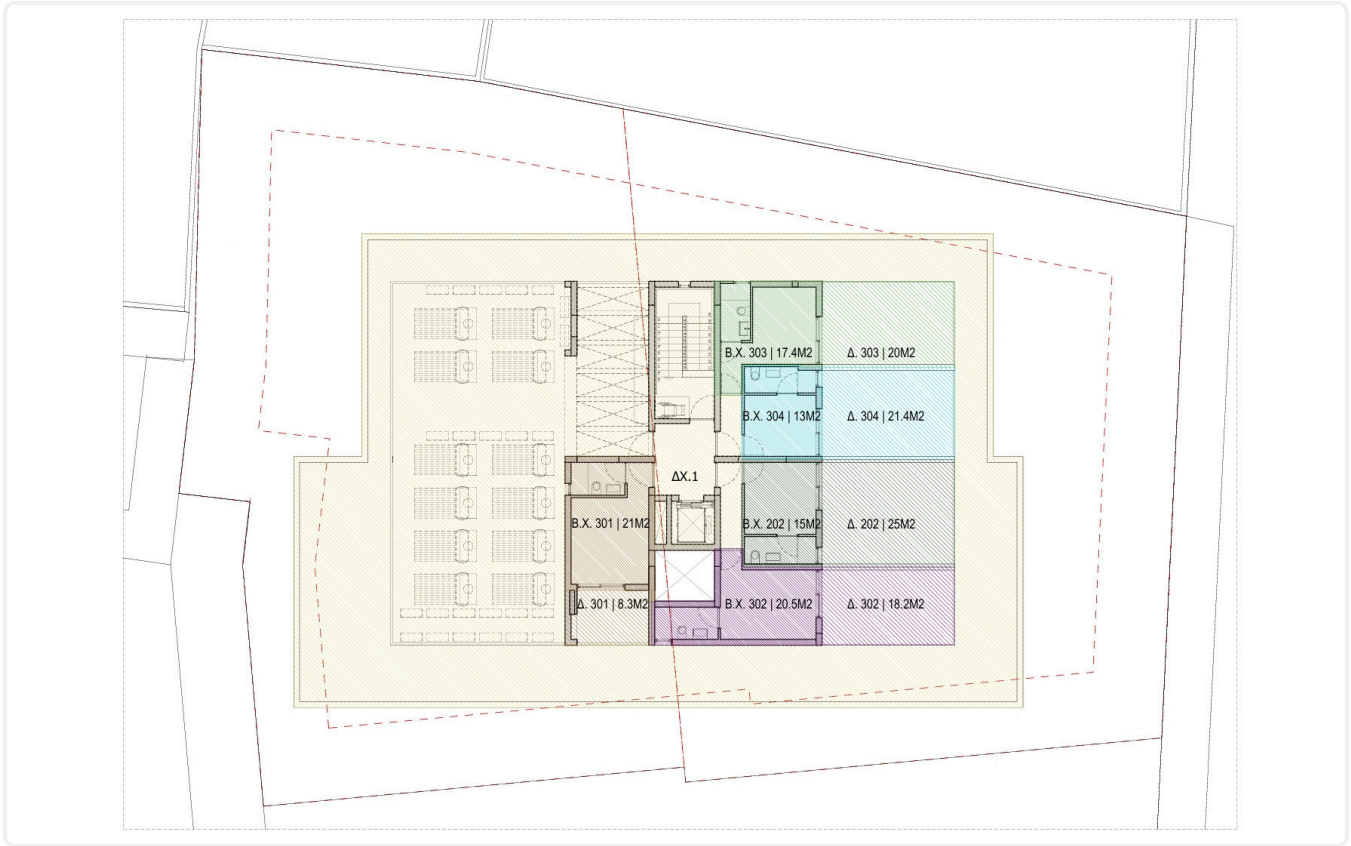 Β.Χ. 303 | 17.4M2
Δ. 303 | 20M2
Β.Χ. 304 | 13M2
Δ. 304 | 21.4M2
ΔΧ.1
Β.Χ. 301 | 21M2
Β.Χ. 202 | 15M2
Δ. 202 | 25M2
Δ. 301 | 8.3M2
Β.Χ. 302 | 20.5M2
Δ. 302 | 18.2M2